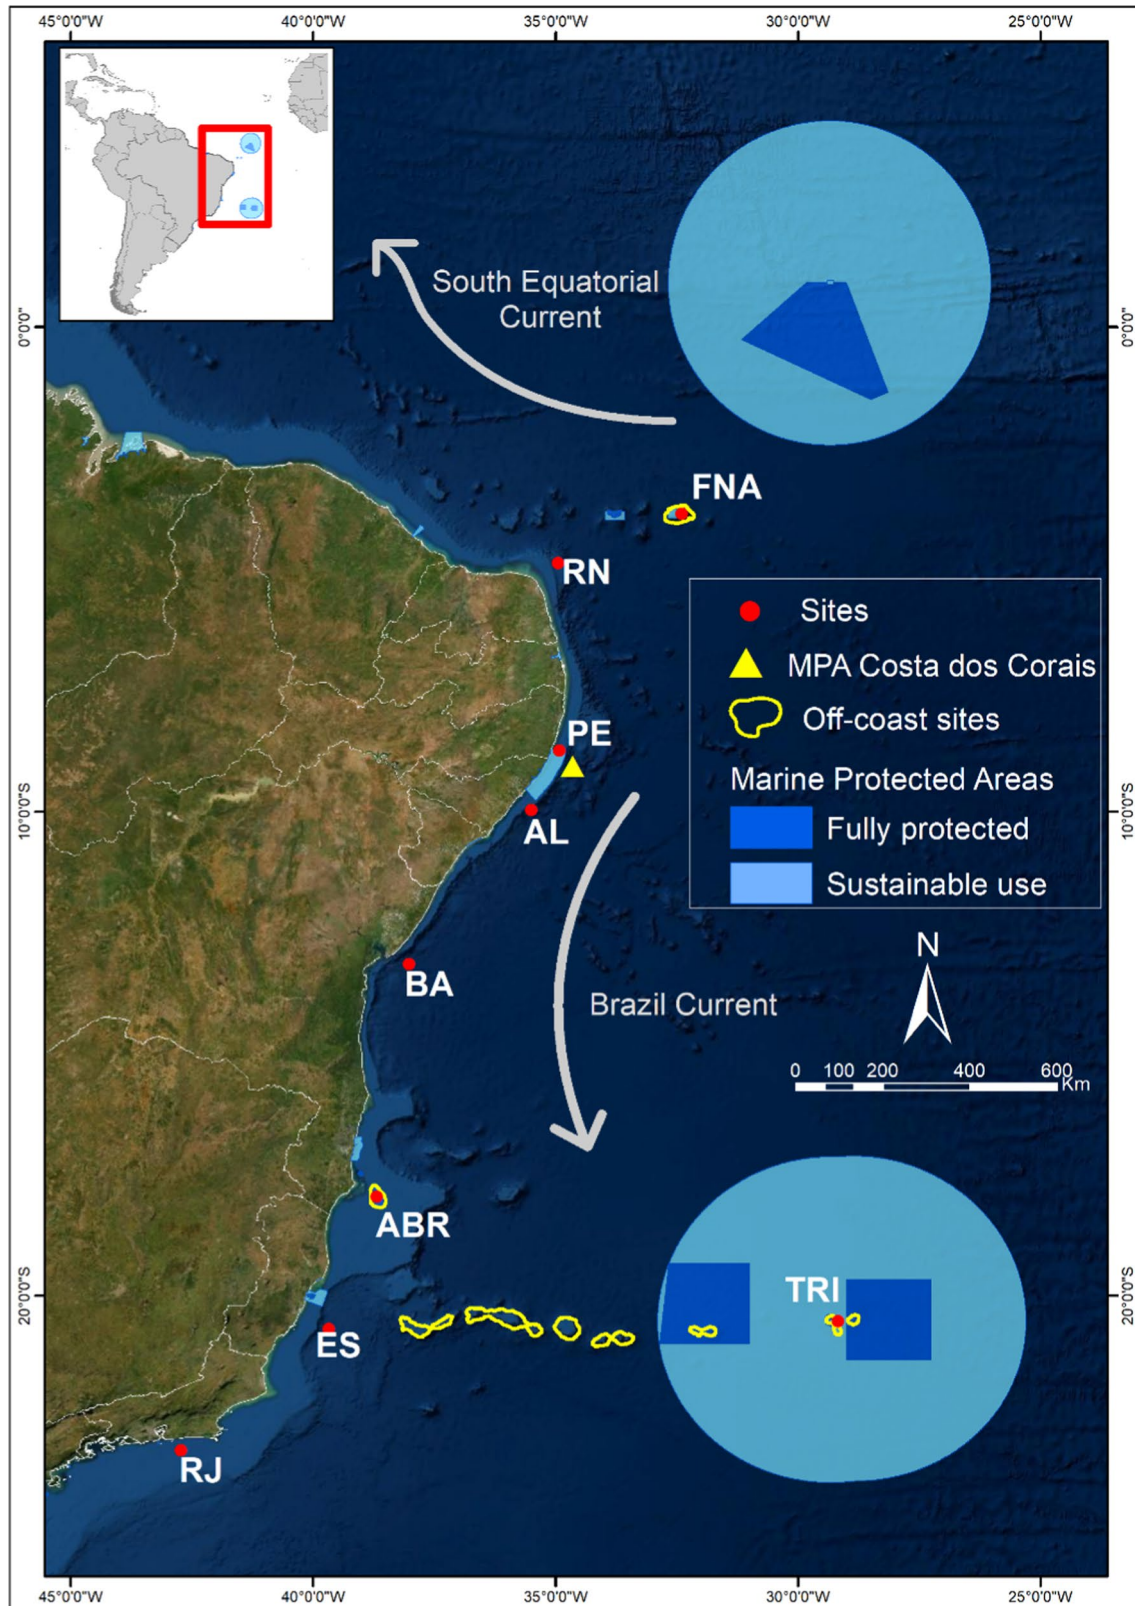 45°0'0"W 40°0'0"W 35°0'0"W 30°0'0"W 25°0'0"W
South Equatorial
Current
0°0'0"
0°0'0"
FNA
RN
Sites
MPA Costa dos Corais
Off-coast sites
PE
Marine Protected Areas
10°0'0"S
10°0'0"S
AL
Fully protected
Sustainable use
N
BA
Brazil Current
0 100 200 400 600
Km
ABR
TRI
20°0'0"S
20°0'0"S
ES
RJ
45°0'0"W 40°0'0"W 35°0'0"W 30°0'0"W 25°0'0"W